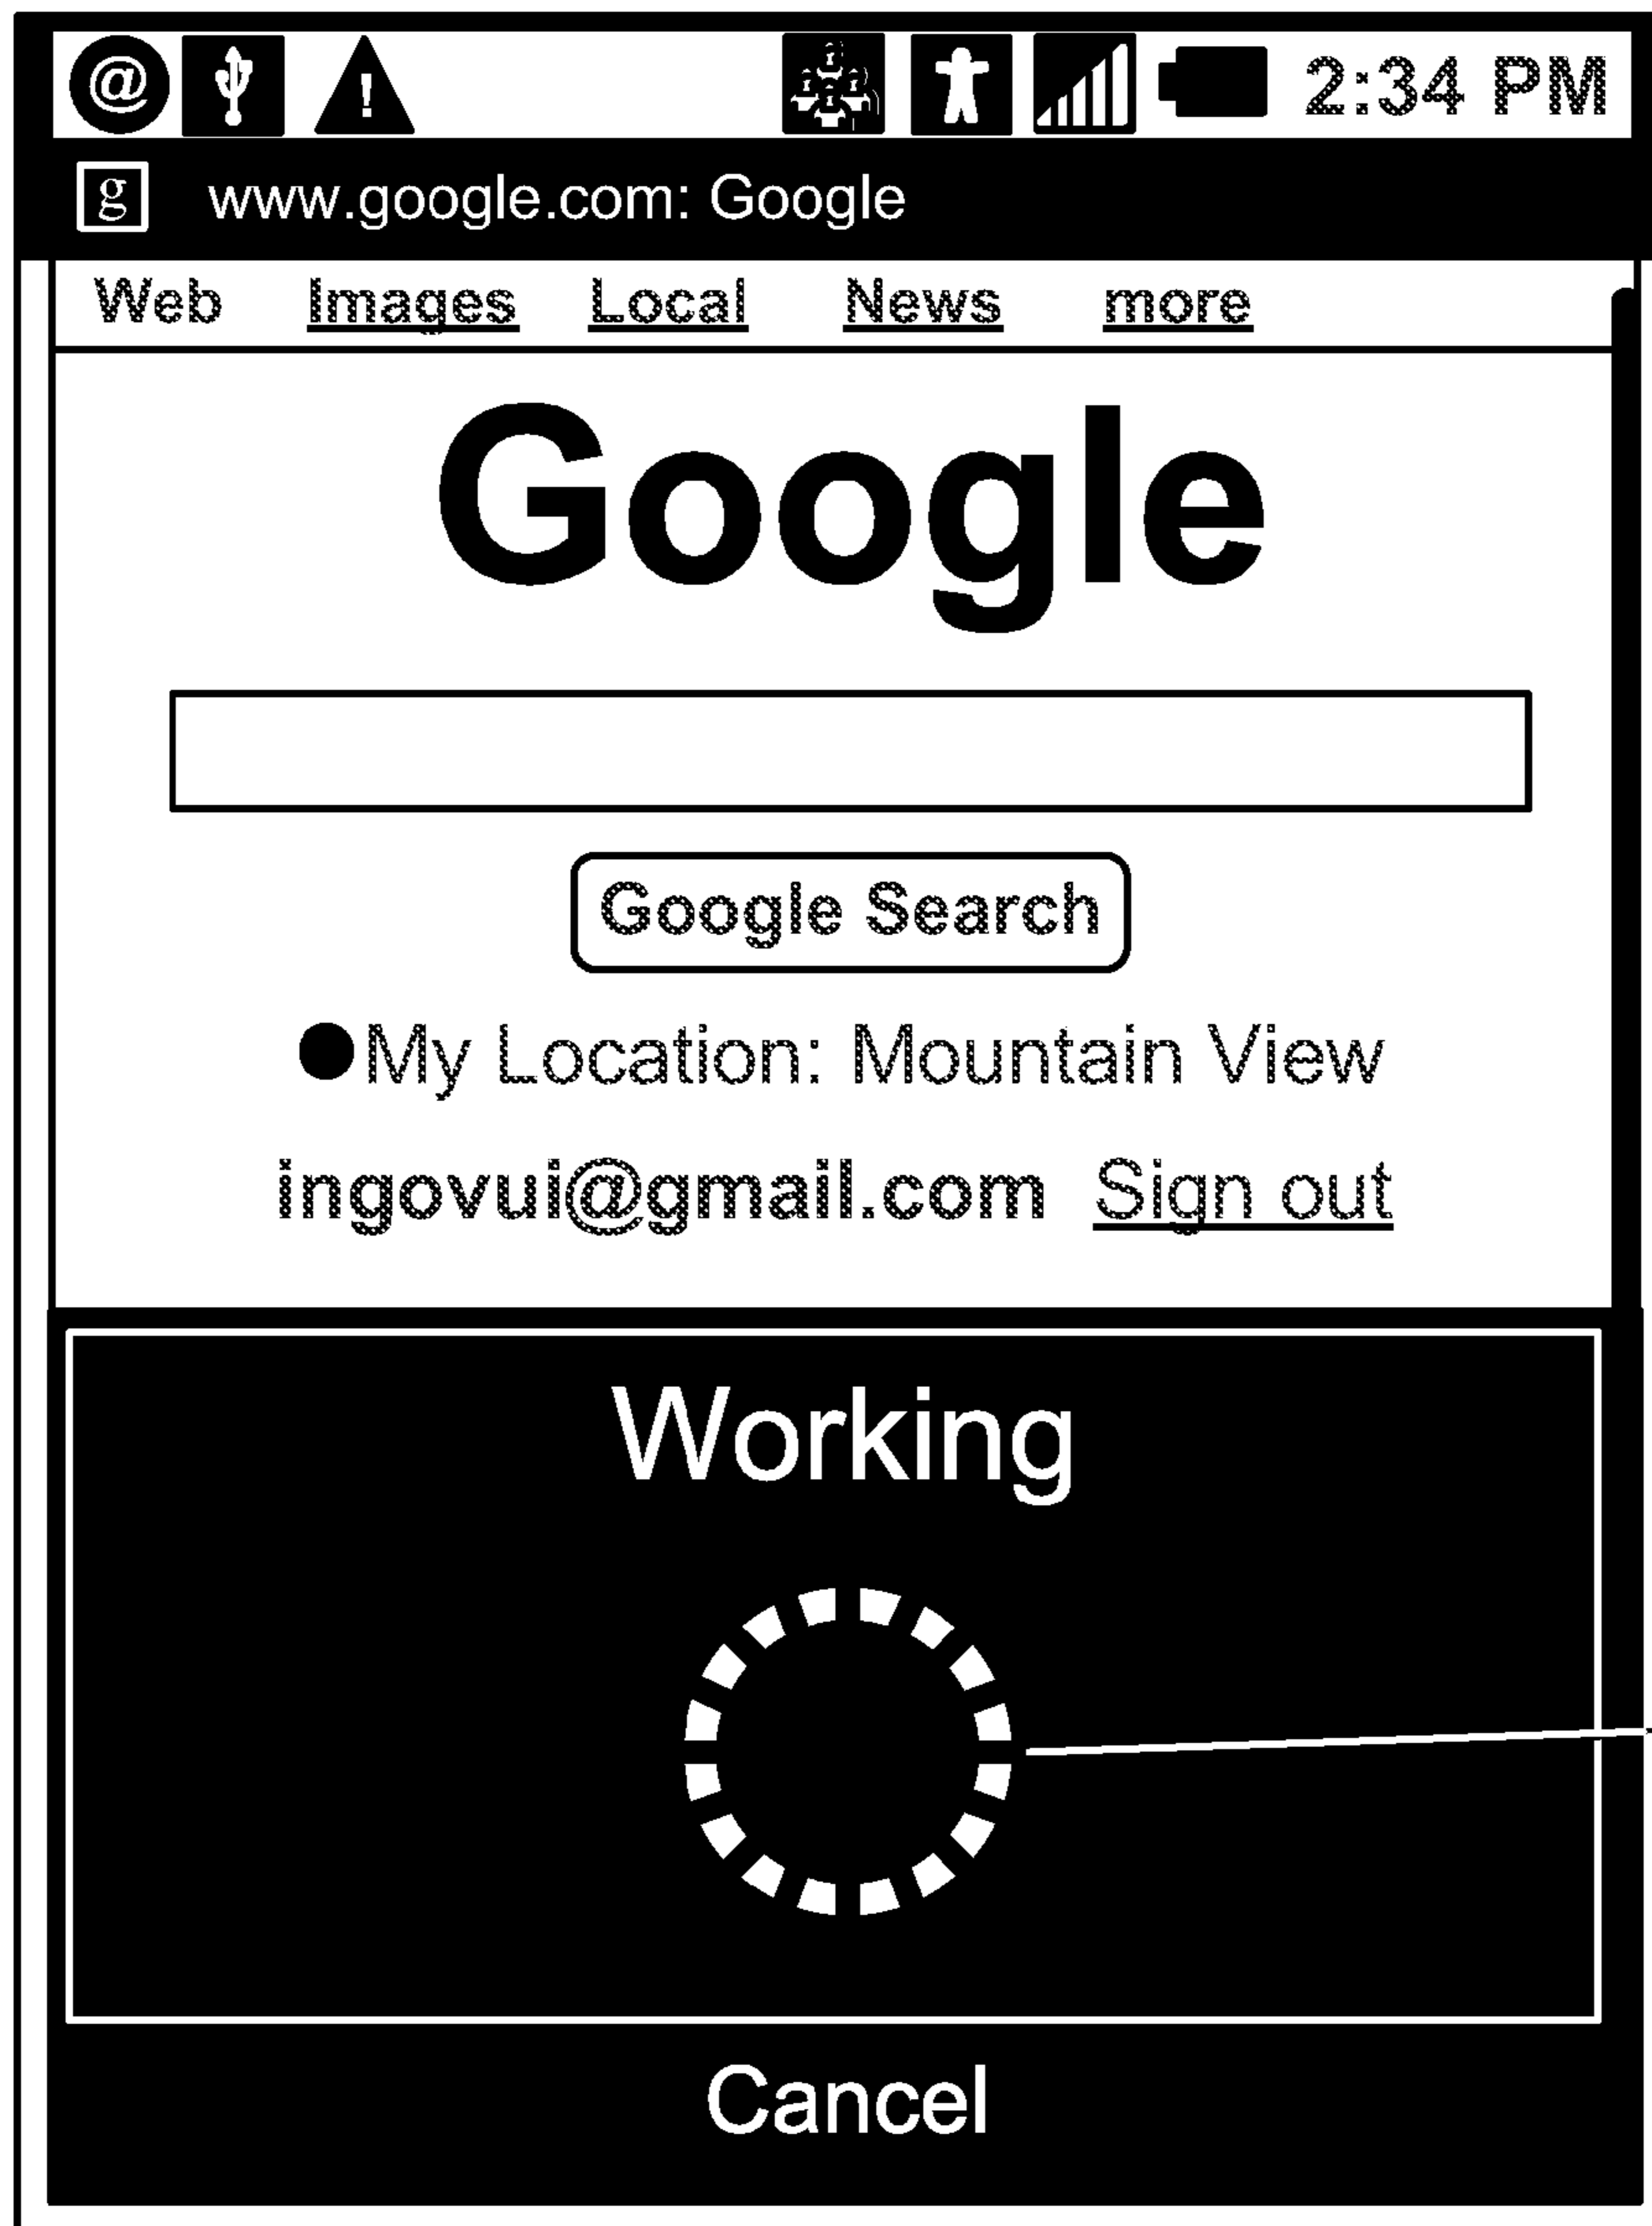 @ ! 2:34 PM
g www.google.com: Google
Web Images Local News more
Google
Google Search
My Location: Mountain View
ingovui@gmail.com Sign out
Working
Cancel